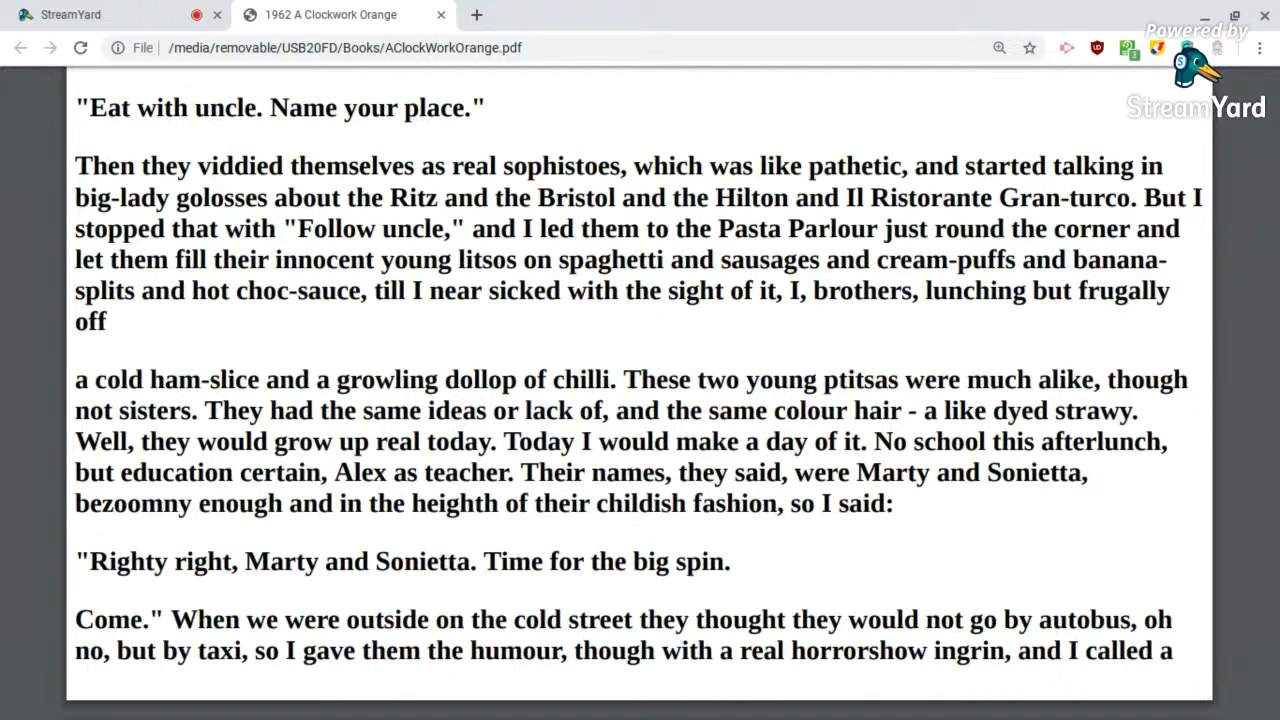 StreamYard
1962 A Clockwork Orange
File
/media/removable/USB20FD/Books/AClockWorkOrange.pdf
Powered by
StreamYard
"Eat with uncle. Name your place."
Then they viddied themselves as real sophistoes, which was like pathetic, and started talking in
big-lady golosses about the Ritz and the Bristol and the Hilton and Il Ristorante Gran-turco. But I
stopped that with "Follow uncle," and I led them to the Pasta Parlour just round the corner and
let them fill their innocent young litsos on spaghetti and sausages and cream-puffs and banana-
splits and hot choc-sauce, till I near sicked with the sight of it, I, brothers, lunching but frugally
off
a cold ham-slice and a growling dollop of chilli. These two young ptitsas were much alike, though
not sisters. They had the same ideas or lack of, and the same colour hair - a like dyed strawy.
Well, they would grow up real today. Today I would make a day of it. No school this afterlunch,
but education certain, Alex as teacher. Their names, they said, were Marty and Sonietta,
bezoomny enough and in the heighth of their childish fashion, so I said:
"Righty right, Marty and Sonietta. Time for the big spin.
Come." When we were outside on the cold street they thought they would not go by autobus, oh
no, but by taxi, so I gave them the humour, though with a real horrorshow ingrin, and I called a